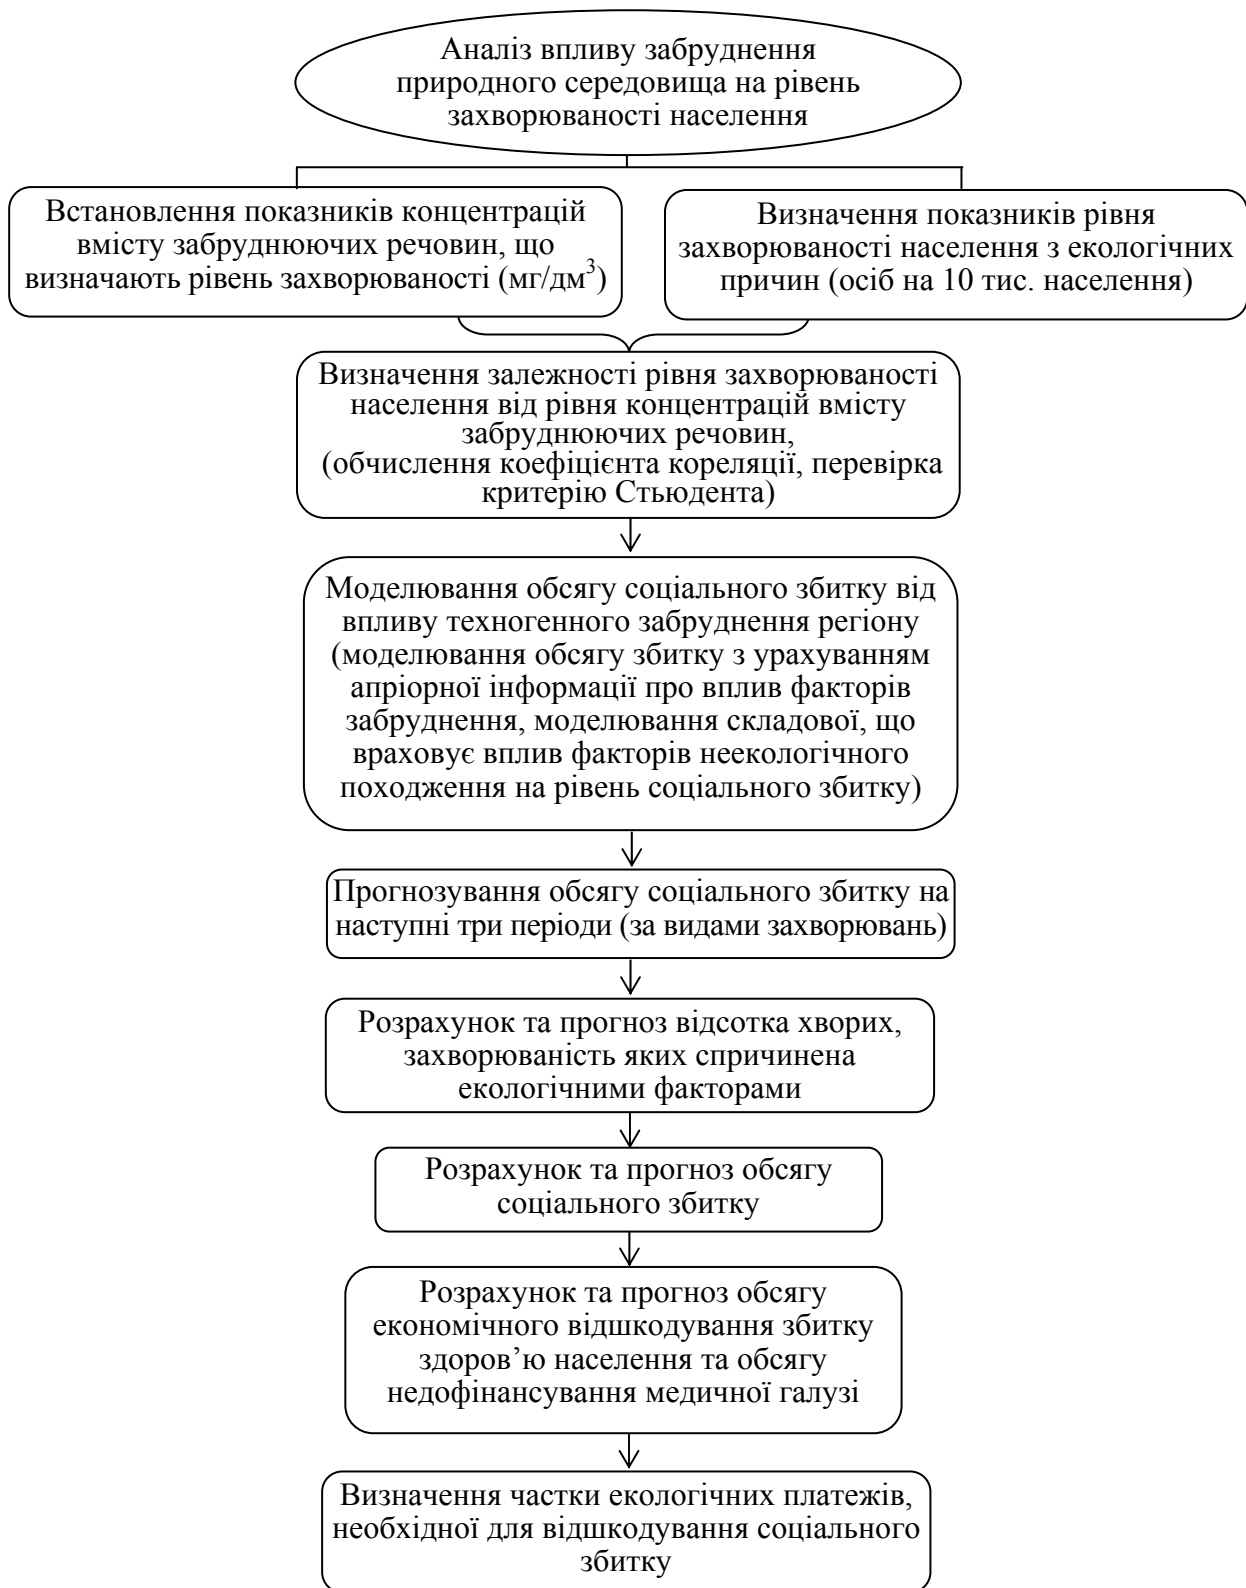 Аналіз впливу забруднення
природного середовища на рівень
захворюваності населення
Встановлення показників концентрацій
вмісту забруднюючих речовин, що
визначають рівень захворюваності (мг/дм³)
Визначення показників рівня
захворюваності населення з екологічних
причин (осіб на 10 тис. населення)
Визначення залежності рівня захворюваності
населення від рівня концентрацій вмісту
забруднюючих речовин,
(обчислення коефіцієнта кореляції, перевірка
критерію Стьюдента)
Моделювання обсягу соціального збитку від
впливу техногенного забруднення регіону
(моделювання обсягу збитку з урахуванням
апріорної інформації про вплив факторів
забруднення, моделювання складової, що
враховує вплив факторів неекологічного
походження на рівень соціального збитку)
Прогнозування обсягу соціального збитку на
наступні три періоди (за видами захворювань)
Розрахунок та прогноз відсотка хворих,
захворюваність яких спричинена
екологічними факторами
Розрахунок та прогноз обсягу
соціального збитку
Розрахунок та прогноз обсягу
економічного відшкодування збитку
здоров’ю населення та обсягу
недофінансування медичної галузі
Визначення частки екологічних платежів,
необхідної для відшкодування соціального
збитку